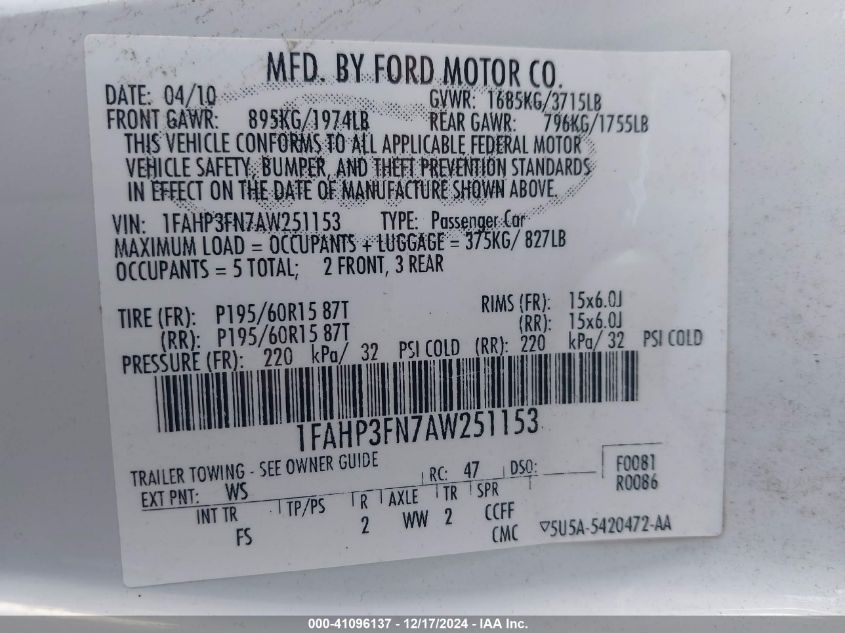 MFD. BY FORD MOTOR CO.
DATE: 04/10 GVWR: 1685KG/3715LB
FRONT GAWR: 895KG/1974LB REAR GAWR: 796KG/1755LB
THIS VEHICLE CONFORMS TO ALL APPLICABLE FEDERAL MOTOR
VEHICLE SAFETY, BUMPER, AND THEFT PREVENTION STANDARDS
IN EFFECT ON THE DATE OF MANUFACTURE SHOWN ABOVE.
VIN: 1FAHP3FN7AW251153 TYPE: Passenger Car
MAXIMUM LOAD = OCCUPANTS + LUGGAGE = 375KG/ 827LB
OCCUPANTS = 5 TOTAL; 2 FRONT, 3 REAR
TIRE (FR): P195/60R15 87T RIMS (FR): 15x6.0J
(RR): P195/60R15 87T (RR): 15x6.0J
PRESSURE (FR): 220 kPa/ 32 PSI COLD (RR): 220 kPa/ 32 PSI COLD
1FAHP3FN7AW251153
TRAILER TOWING - SEE OWNER GUIDE RC: 47 DSO: F0081
EXT PNT: WS R0086
INT TR TP/PS R AXLE TR SPR
FS 2 WW 2 CCFF
CMC ▽5U5A-5420472-AA
000-41096137 - 12/17/2024 - IAA Inc.